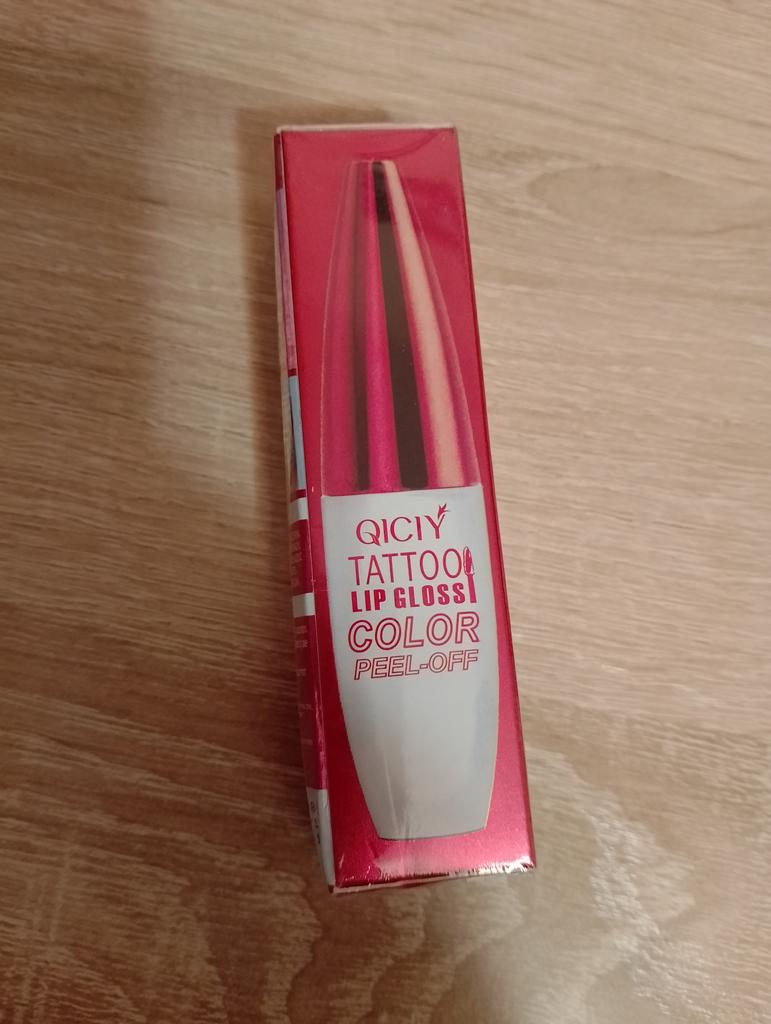 QICIY
TATTOO
LIP GLOSS
COLOR
PEEL-OFF